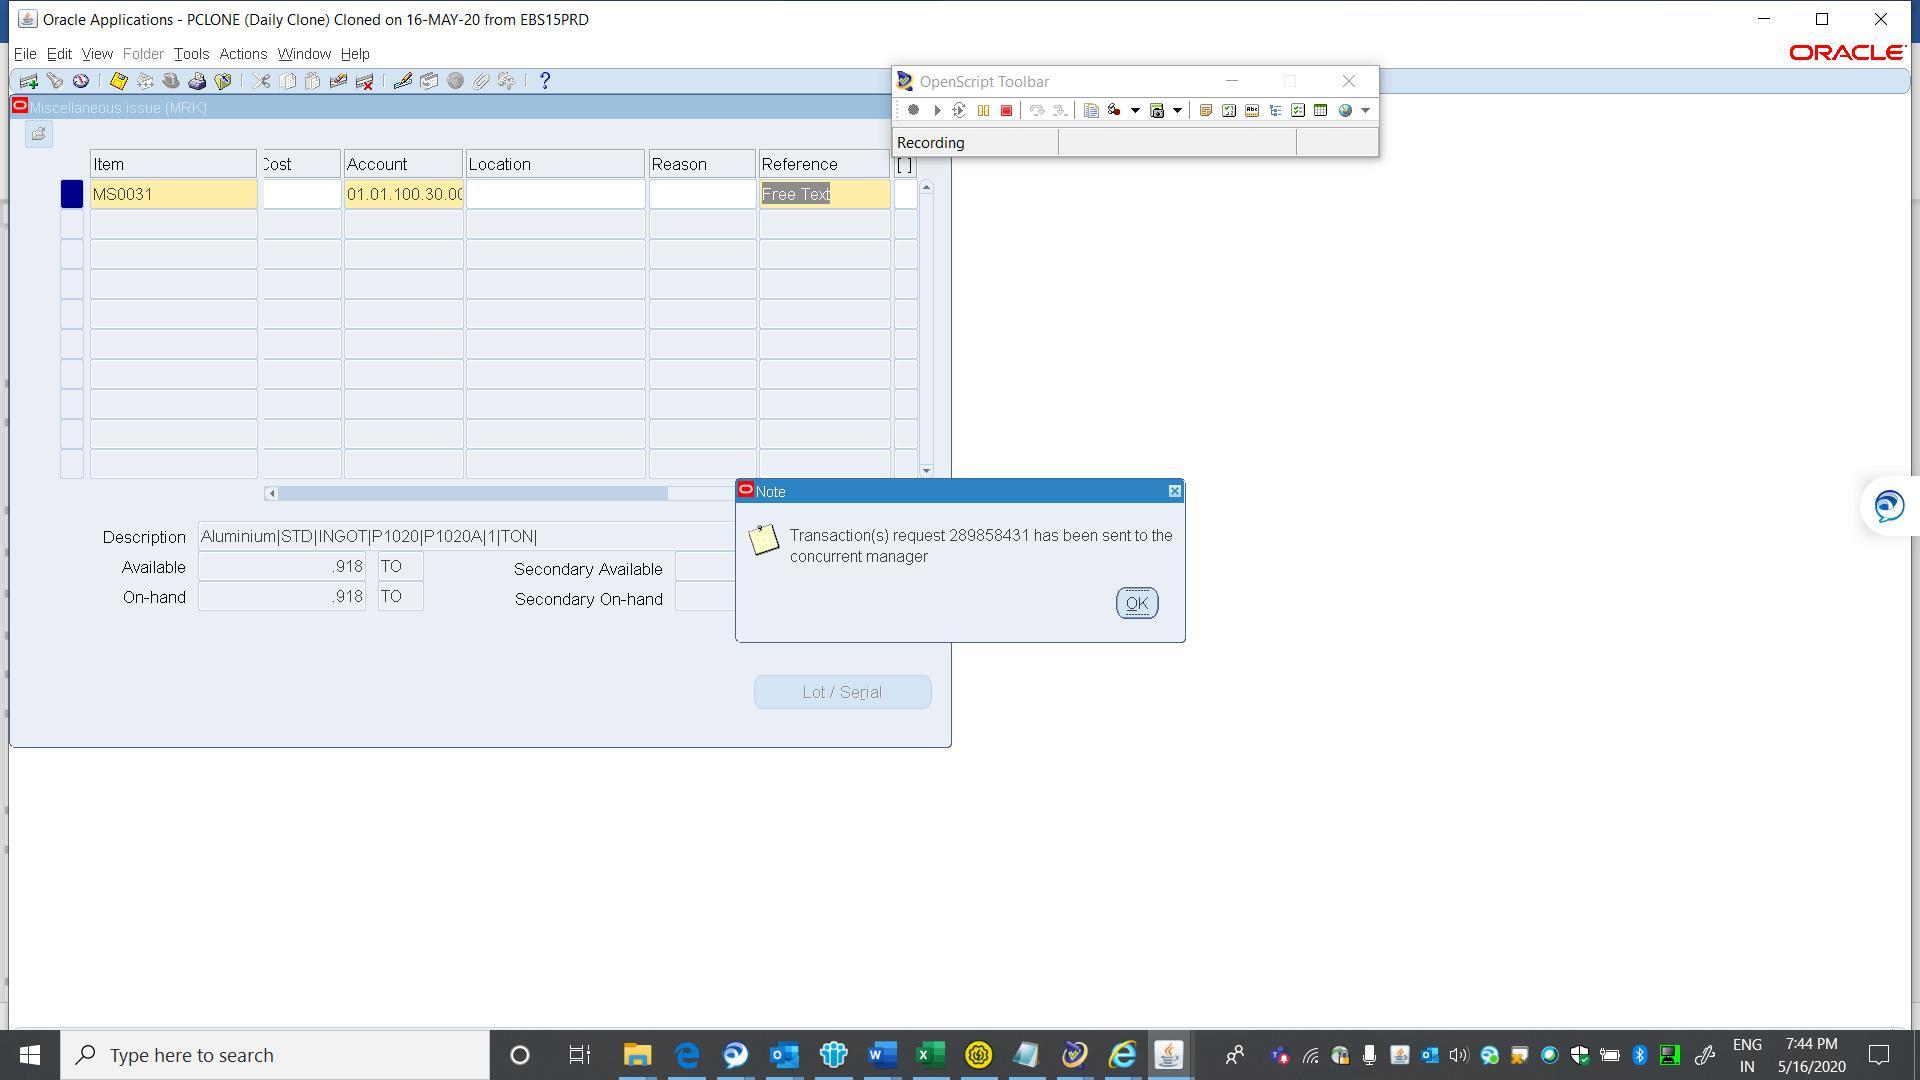 Oracle Applications - PCLONE (Daily Clone) Cloned on 16-MAY-20 from EBS15PRD
File Edit View Folder Tools Actions Window Help
ORACLE
OpenScript Toolbar
Recording
Miscellaneous issue (MRK)
Item Cost Account Location Reason Reference [ ]
MS0031 01.01.100.30.00 Free Text
Note
Transaction(s) request 289858431 has been sent to the
concurrent manager
OK
Description Aluminium|STD|INGOT|P1020|P1020A|1|TON|
Available .918 TO Secondary Available
On-hand .918 TO Secondary On-hand
Lot / Serial
Type here to search
ENG
IN
7:44 PM
5/16/2020